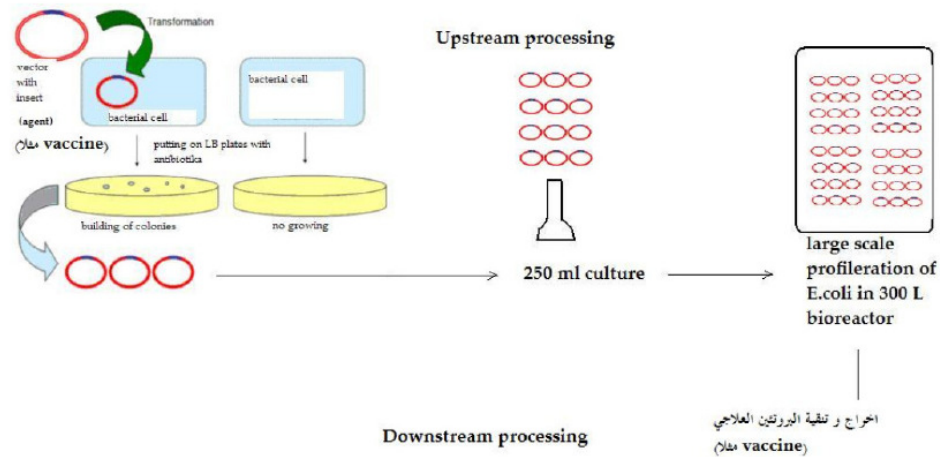 Transformation
Upstream processing
vector
with
insert
(agent)
(مثلا vaccine)
bacterial cell
bacterial cell
putting on LB plates with
antibiotika
building of colonies
no growing
250 ml culture
large scale
profileration of
E.coli in 300 L
bioreactor
اخراج و تنقية البروتئين العلاجي
(مثلا vaccine)
Downstream processing